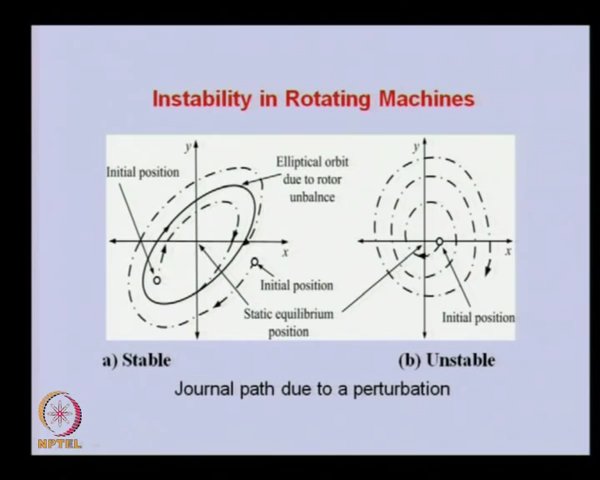 Instability in Rotating Machines
y
Initial position
Elliptical orbit
due to rotor
unbalnce
x
Initial position
Static equilibrium
position
y
x
Initial position
a) Stable
(b) Unstable
Journal path due to a perturbation
NPTEL